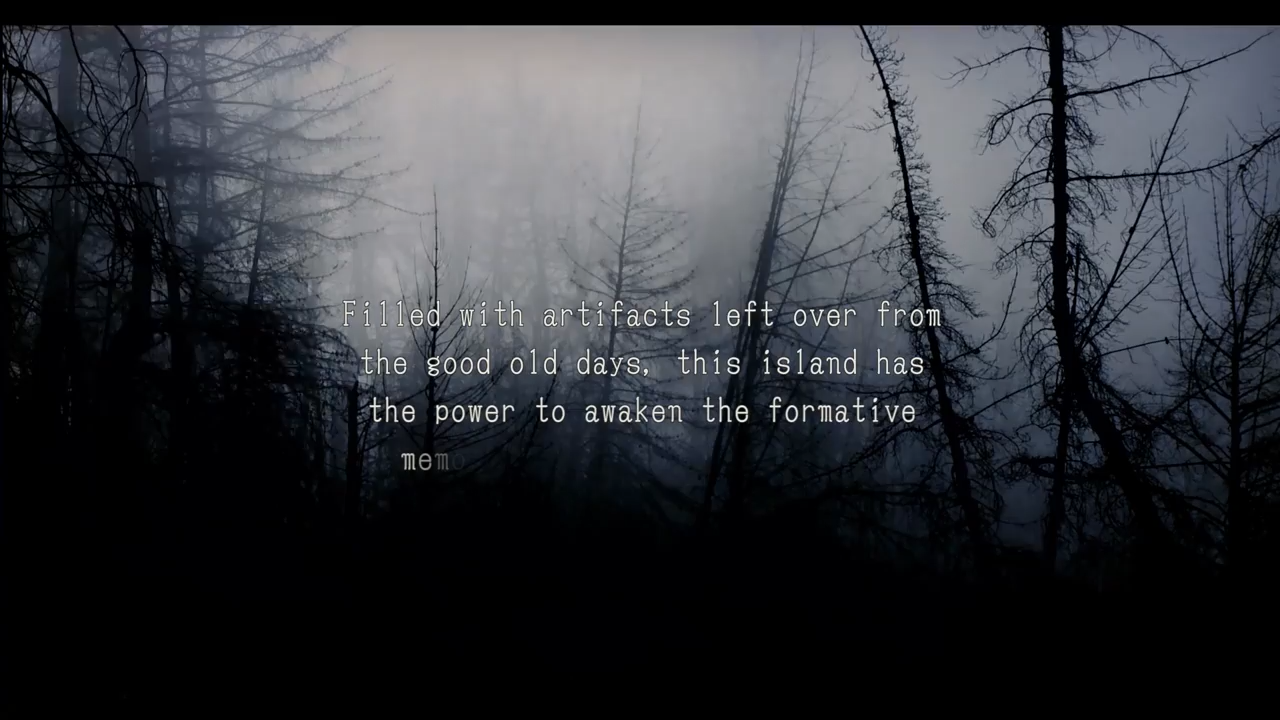 Filled with artifacts left over from
the good old days, this island has
the power to awaken the formative
memo